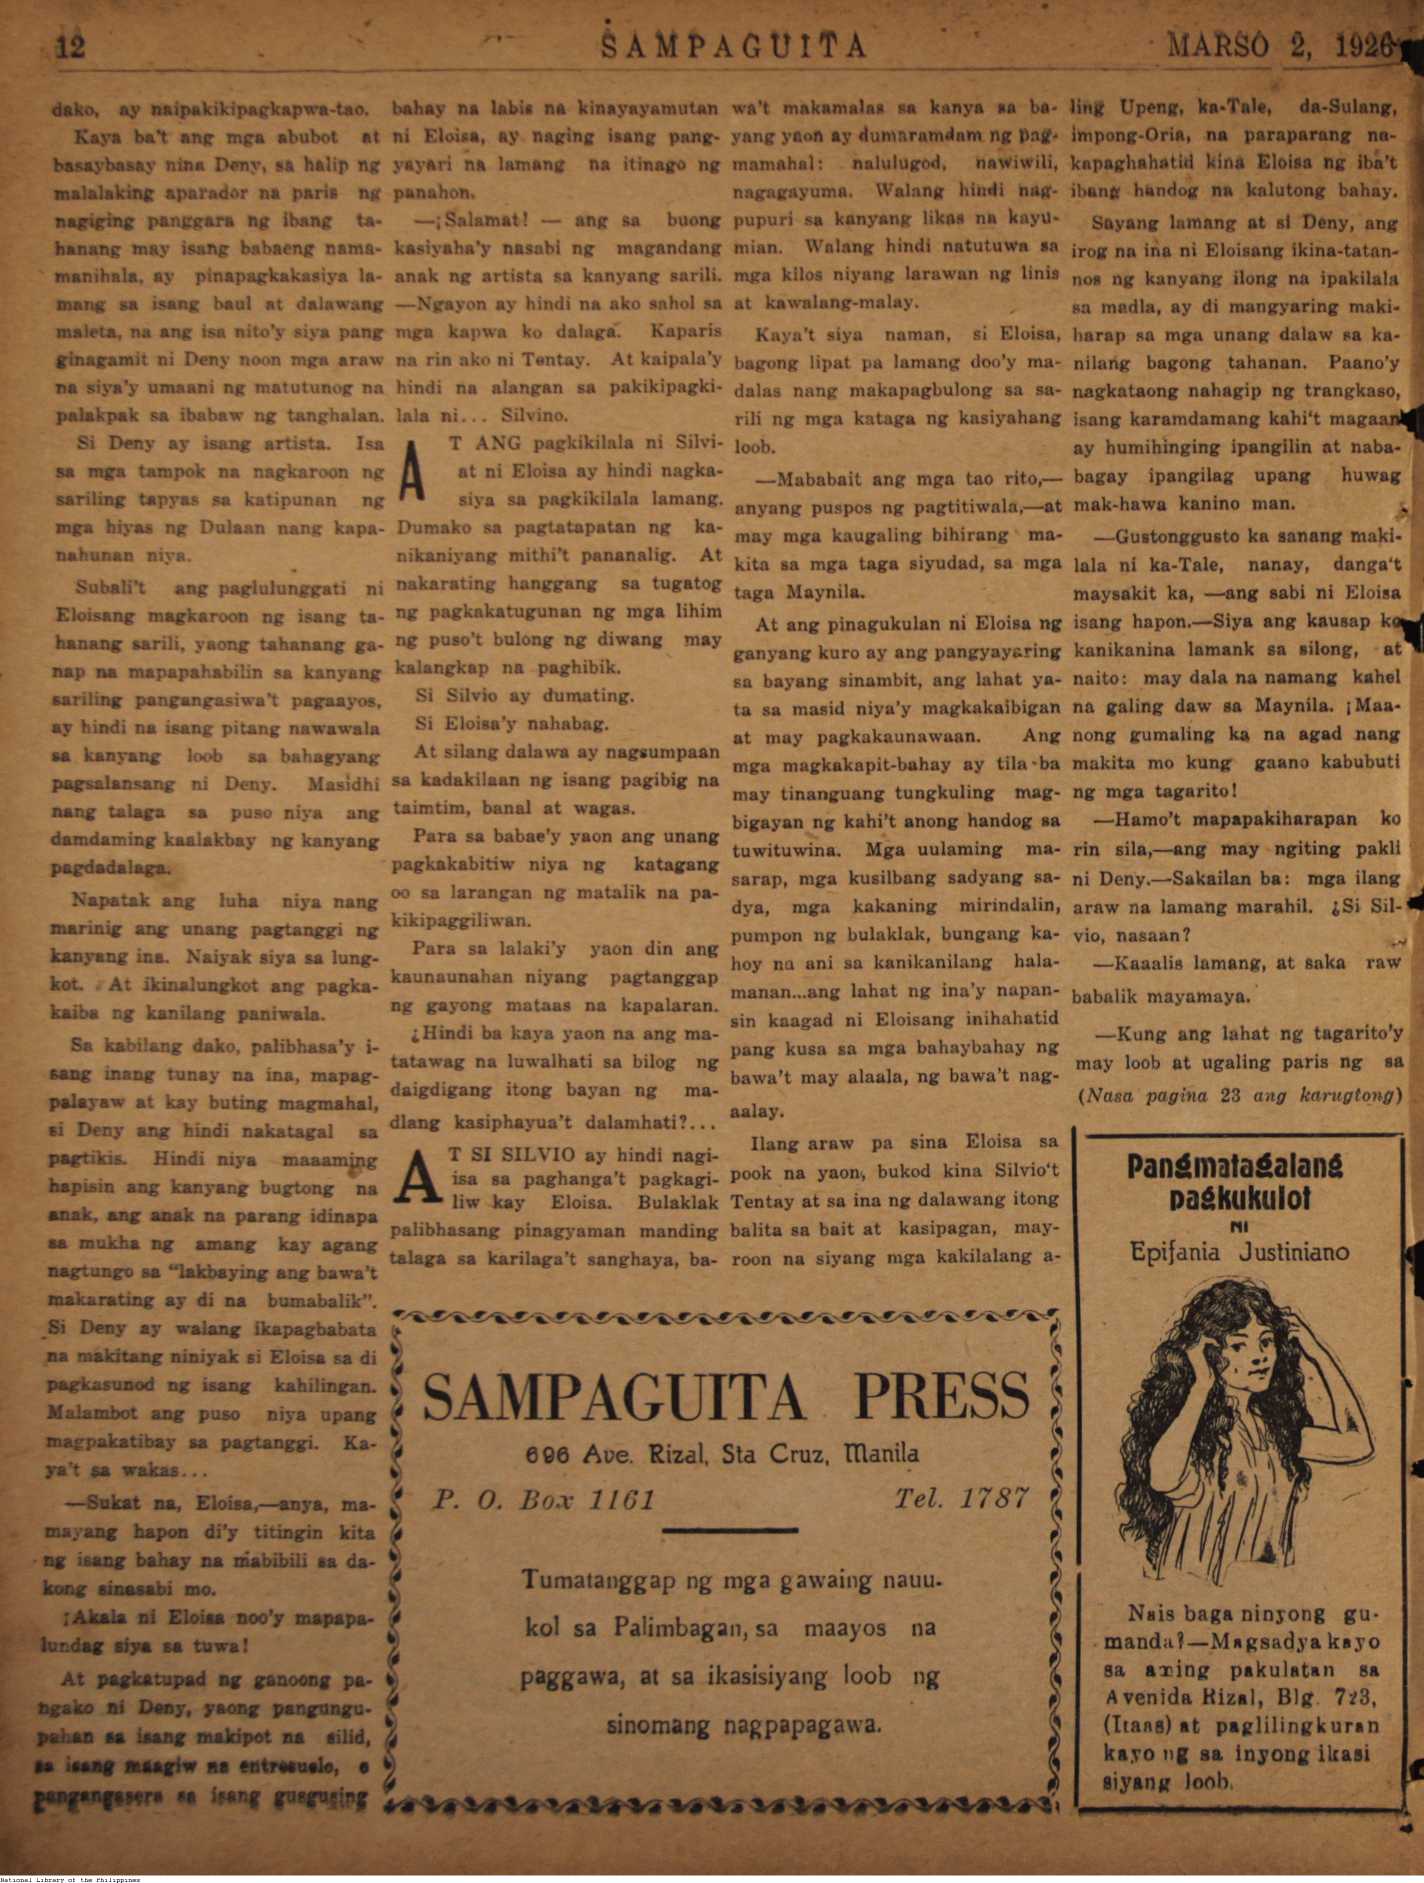 12
SAMPAGUITA
MARSO 2, 1926
dako, ay naipakikipagkapwa-tao.
Kaya ba't ang mga abubot at
basaybasay nina Deny, sa halip ng
malalaking aparador na paris ng
nagiging panggara ng ibang ta-
hanang may isang babaeng nama-
manihala, ay pinapagkakasiya la-
mang sa isang baul at dalawang
maleta, na ang isa nito'y siya pang
ginagamit ni Deny noon mga araw
na siya'y umaani ng matutunog na
palakpak sa ibabaw ng tanghalan.
Si Deny ay isang artista. Isa
sa mga tampok na nagkaroon ng
sariling tapyas sa katipunan ng
mga hiyas ng Dulaan nang kapa-
nahunan niya.
Subali't ang paglulunggati ni
Eloisang magkaroon ng isang ta-
hanang sarili, yaong tahanang ga-
nap na mapapahabilin sa kanyang
sariling pangangasiwa't pagaayos,
ay hindi na isang pitang nawawala
sa kanyang loob sa bahagyang
pagsalansang ni Deny. Masidhi
nang talaga sa puso niya ang
damdaming kaalakbay ng kanyang
pagdadalaga.
Napatak ang luha niya nang
marinig ang unang pagtanggi ng
kanyang ina. Naiyak siya sa lung-
kot. At ikinalungkot ang pagka-
kaiba ng kanilang paniwala.
Sa kabilang dako, palibhasa'y i-
sang inang tunay na ina, mapag-
palayaw at kay buting magmahal,
si Deny ang hindi nakatagal sa
pagtikis. Hindi niya maaaming
hapisin ang kanyang bugtong na
anak, ang anak na parang idinapa
sa mukha ng amang kay agang
nagtungo sa "lakbaying ang bawa't
makarating ay di na bumabalik".
Si Deny ay walang ikapagbabata
na makitang niniyak si Eloisa sa di
pagkasunod ng isang kahilingan.
Malambot ang puso niya upang
magpakatibay sa pagtanggi. Ka-
ya't sa wakas...
—Sukat na, Eloisa,—anya, ma-
mayang hapon di'y titingin kita
ng isang bahay na mabibili sa da-
kong sinasabi mo.
¡Akala ni Eloisa noo'y mapapa-
lundag siya sa tuwa!
At pagkatupad ng ganoong pa-
ngako ni Deny, yaong pangungu-
pahan sa isang makipot na silid,
sa isang maagiw na entresuelo, o
pangangasera sa isang gusgusing
bahay na labis na kinayayamutan
ni Eloisa, ay naging isang pang-
yayari na lamang na itinago ng
panahon.
—¡Salamat! — ang sa buong
kasiyaha'y nasabi ng magandang
anak ng artista sa kanyang sarili.
—Ngayon ay hindi na ako sahol sa
mga kapwa ko dalaga. Kaparis
na rin ako ni Tentay. At kaipala'y
hindi na alangan sa pakikipagki-
lala ni... Silvino.
AT ANG pagkikilala ni Silvi-
at ni Eloisa ay hindi nagka-
siya sa pagkikilala lamang.
Dumako sa pagtatapatan ng ka-
nikaniyang mithi't pananalig. At
nakarating hanggang sa tugatog
ng pagkakatugunan ng mga lihim
ng puso't bulong ng diwang may
kalangkap na paghibik.
Si Silvio ay dumating.
Si Eloisa'y nahabag.
At silang dalawa ay nagsumpaan
sa kadakilaan ng isang pagibig na
taimtim, banal at wagas.
Para sa babae'y yaon ang unang
pagkakabitiw niya ng katagang
oo sa larangan ng matalik na pa-
kikipaggiliwan.
Para sa lalaki'y yaon din ang
kaunaunahan niyang pagtanggap
ng gayong mataas na kapalaran.
¿Hindi ba kaya yaon na ang ma-
tatawag na luwalhati sa bilog ng
daigdigang itong bayan ng ma-
dlang kasiphayua't dalamhati?...
AT SI SILVIO ay hindi nagi-
isa sa paghanga't pagkagi-
liw kay Eloisa. Bulaklak
palibhasang pinagyaman manding
talaga sa karilaga't sanghaya, ba-
wa't makamalas sa kanya sa ba-
yang yaon ay dumaramdam ng pag-
mamahal: nalulugod, nawiwili,
nagagayuma. Walang hindi nag-
pupuri sa kanyang likas na kayu-
mian. Walang hindi natutuwa sa
mga kilos niyang larawan ng linis
at kawalang-malay.
Kaya't siya naman, si Eloisa,
bagong lipat pa lamang doo'y ma-
dalas nang makapagbulong sa sa-
rili ng mga kataga ng kasiyahang
loob.
—Mababait ang mga tao rito,—
anyang puspos ng pagtitiwala,—at
may mga kaugaling bihirang ma-
kita sa mga taga siyudad, sa mga
taga Maynila.
At ang pinagukulan ni Eloisa ng
ganyang kuro ay ang pangyayaring
sa bayang sinambit, ang lahat ya-
ta sa masid niya'y magkakaibigan
at may pagkakaunawaan. Ang
mga magkakapit-bahay ay tila ba
may tinanguang tungkuling mag-
bigayan ng kahi't anong handog sa
tuwituwina. Mga uulaming ma-
sarap, mga kusilbang sadyang sa-
dya, mga kakaning mirindalin,
pumpon ng bulaklak, bungang ka-
hoy na ani sa kanikanilang hala-
manan...ang lahat ng ina'y napan-
sin kaagad ni Eloisang inihahatid
pang kusa sa mga bahaybahay ng
bawa't may alaala, ng bawa't nag-
aalay.
Ilang araw pa sina Eloisa sa
pook na yaon, bukod kina Silvio't
Tentay at sa ina ng dalawang itong
balita sa bait at kasipagan, may-
roon na siyang mga kakilalang a-
ling Upeng, ka-Tale, da-Sulang,
impong-Oria, na paraparang na-
kapaghahatid kina Eloisa ng iba't
ibang handog na kalutong bahay.
Sayang lamang at si Deny, ang
irog na ina ni Eloisang ikina-tatan-
nos ng kanyang ilong na ipakilala
sa madla, ay di mangyaring maki-
harap sa mga unang dalaw sa ka-
nilang bagong tahanan. Paano'y
nagkataong nahagip ng trangkaso,
isang karamdamang kahi't magaan
ay humihinging ipangilin at naba-
bagay ipangilag upang huwag
mak-hawa kanino man.
—Gustonggusto ka sanang maki-
lala ni ka-Tale, nanay, danga't
maysakit ka, —ang sabi ni Eloisa
isang hapon.—Siya ang kausap ko
kanikanina lamank sa silong, at
naito: may dala na namang kahel
na galing daw sa Maynila. ¡Maa-
nong gumaling ka na agad nang
makita mo kung gaano kabubuti
ng mga tagarito!
—Hamo't mapapakiharapan ko
rin sila,—ang may ngiting pakli
ni Deny.—Sakailan ba: mga ilang
araw na lamang marahil. ¿Si Sil-
vio, nasaan?
—Kaaalis lamang, at saka raw
babalik mayamaya.
—Kung ang lahat ng tagarito'y
may loob at ugaling paris ng sa
(Nasa pagina 23 ang karugtong)
SAMPAGUITA PRESS
696 Ave. Rizal, Sta Cruz, Manila
P. O. Box 1161 Tel. 1787
Tumatanggap ng mga gawaing nauu-
kol sa Palimbagan, sa maayos na
paggawa, at sa ikasisiyang loob ng
sinomang nagpapagawa.
Pangmatagalang
pagkukulot
NI
Epifania Justiniano
Nais baga ninyong gu-
manda?—Magsadya kayo
sa aming pakulatan sa
Avenida Rizal, Blg. 723,
(Itaas) at paglilingkuran
kayo ng sa inyong ikasi
siyang loob.
National Library of the Philippines